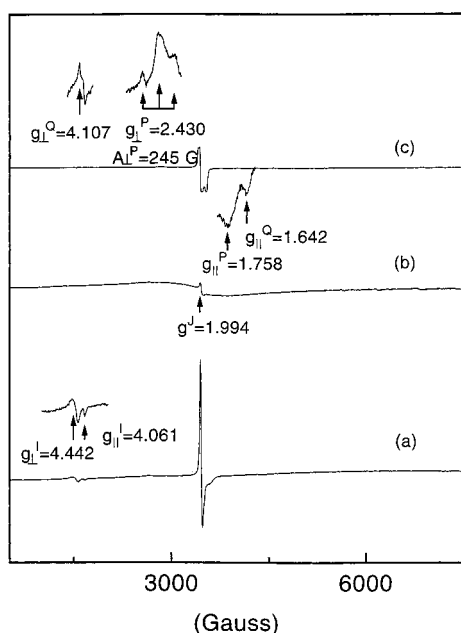 g⊥Q=4.107
g⊥P=2.430
A⊥P=245 G
(c)
g||Q=1.642
g||P=1.758
(b)
gJ=1.994
g||I=4.061
g⊥I=4.442
(a)
3000 6000
(Gauss)